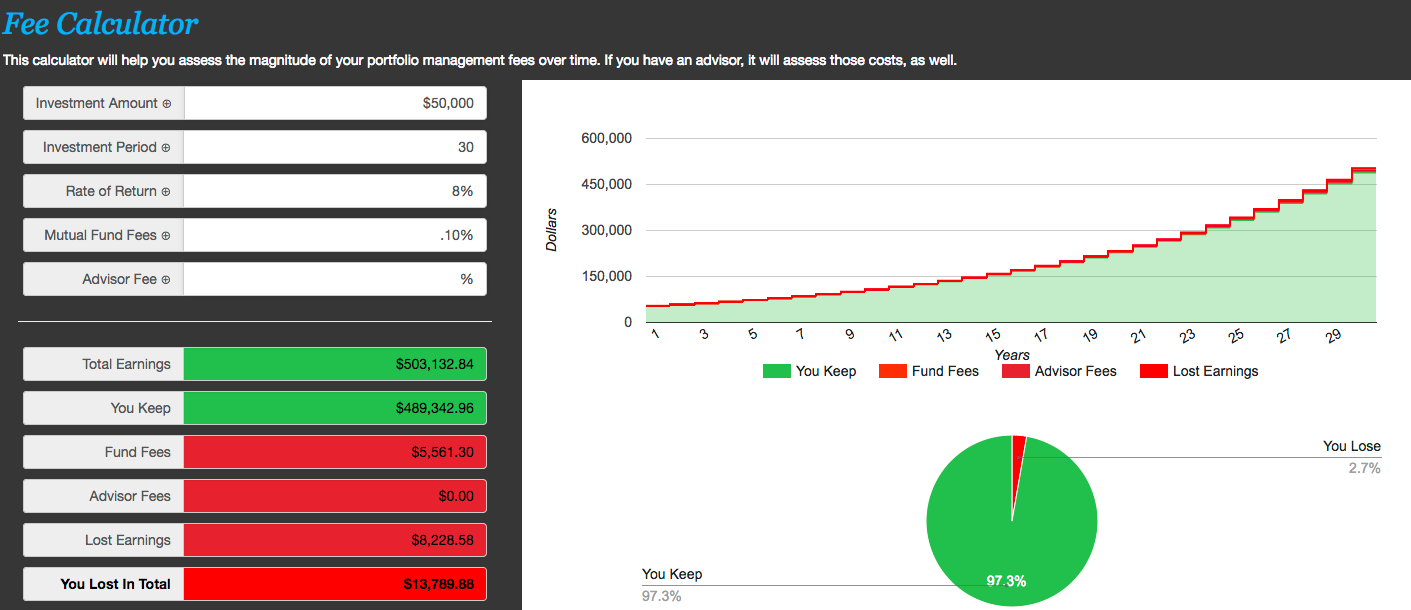 Fee Calculator
This calculator will help you assess the magnitude of your portfolio management fees over time. If you have an advisor, it will assess those costs, as well.
Investment Amount ⊕ $50,000
Investment Period ⊕ 30
Rate of Return ⊕ 8%
Mutual Fund Fees ⊕ .10%
Advisor Fee ⊕ %
Total Earnings $503,132.84
You Keep $489,342.96
Fund Fees $5,561.30
Advisor Fees $0.00
Lost Earnings $8,228.58
You Lost In Total $13,789.88
Dollars
600,000
450,000
300,000
150,000
0
1 3 5 7 9 11 13 15 17 19 21 23 25 27 29
Years
You Keep Fund Fees Advisor Fees Lost Earnings
You Lose
2.7%
97.3%
You Keep
97.3%